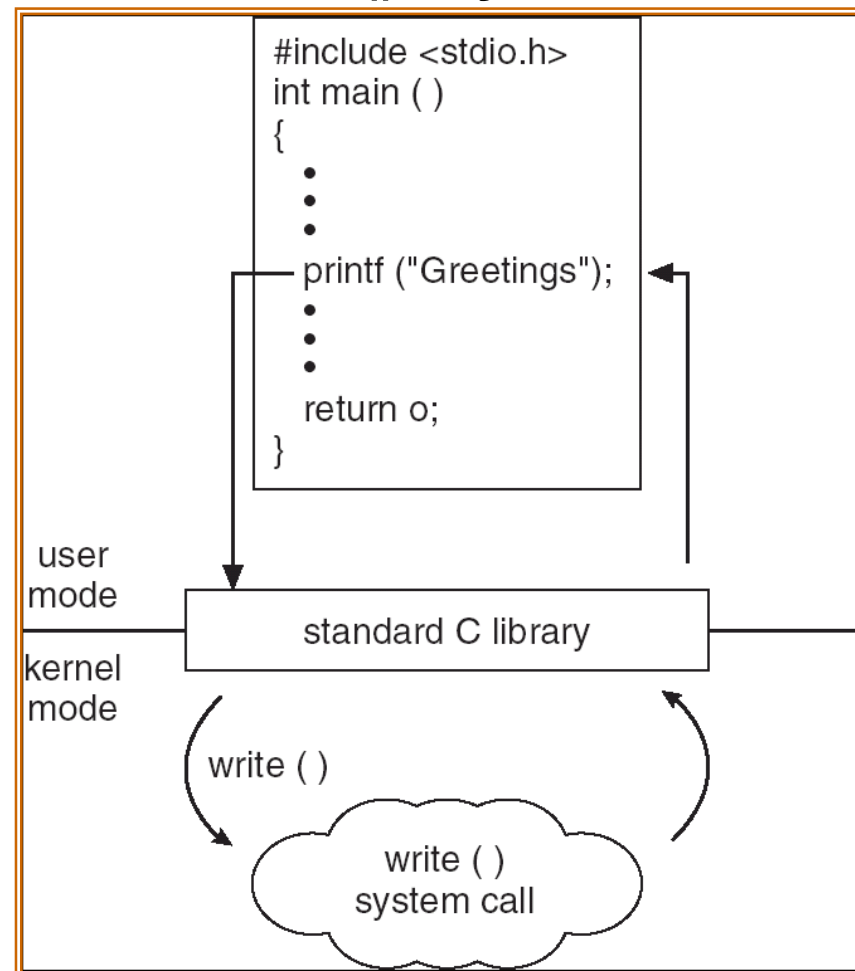 #include <stdio.h>
int main ( )
{
•
•
•
printf ("Greetings");
•
•
•
return o;
}
user
mode
standard C library
kernel
mode
write ( )
write ( )
system call